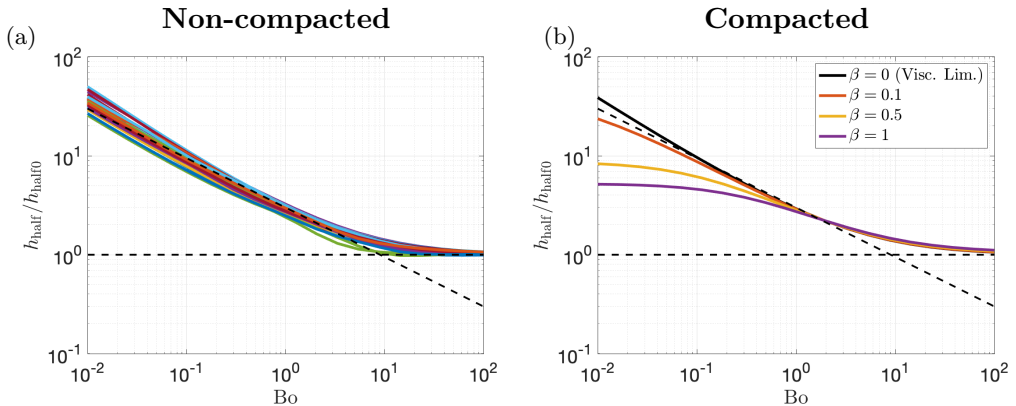 Non-compacted
Compacted
(a)
(b)
10^2
10^1
10^0
10^-1
h_half/h_half0
10^-2
10^-1
10^0
10^1
10^2
Bo
10^2
10^1
10^0
10^-1
h_half/h_half0
β = 0 (Visc. Lim.)
β = 0.1
β = 0.5
β = 1
10^-2
10^-1
10^0
10^1
10^2
Bo